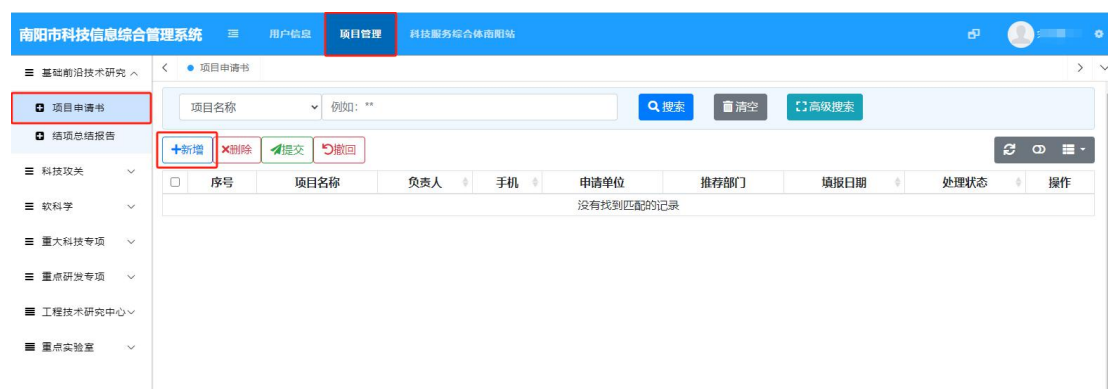 南阳市科技信息综合管理系统 用户信息 项目管理 科技服务综合体南阳站
基础前沿技术研究 项目申请书
项目申请书 项目名称 例如: ** 搜索 清空 高级搜索
结项总结报告 +新增 ×删除 提交 撤回
科技攻关 序号 项目名称 负责人 手机 申请单位 推荐部门 填报日期 处理状态 操作
没有找到匹配的记录
软科学
重大科技专项
重点研发专项
工程技术研究中心
重点实验室